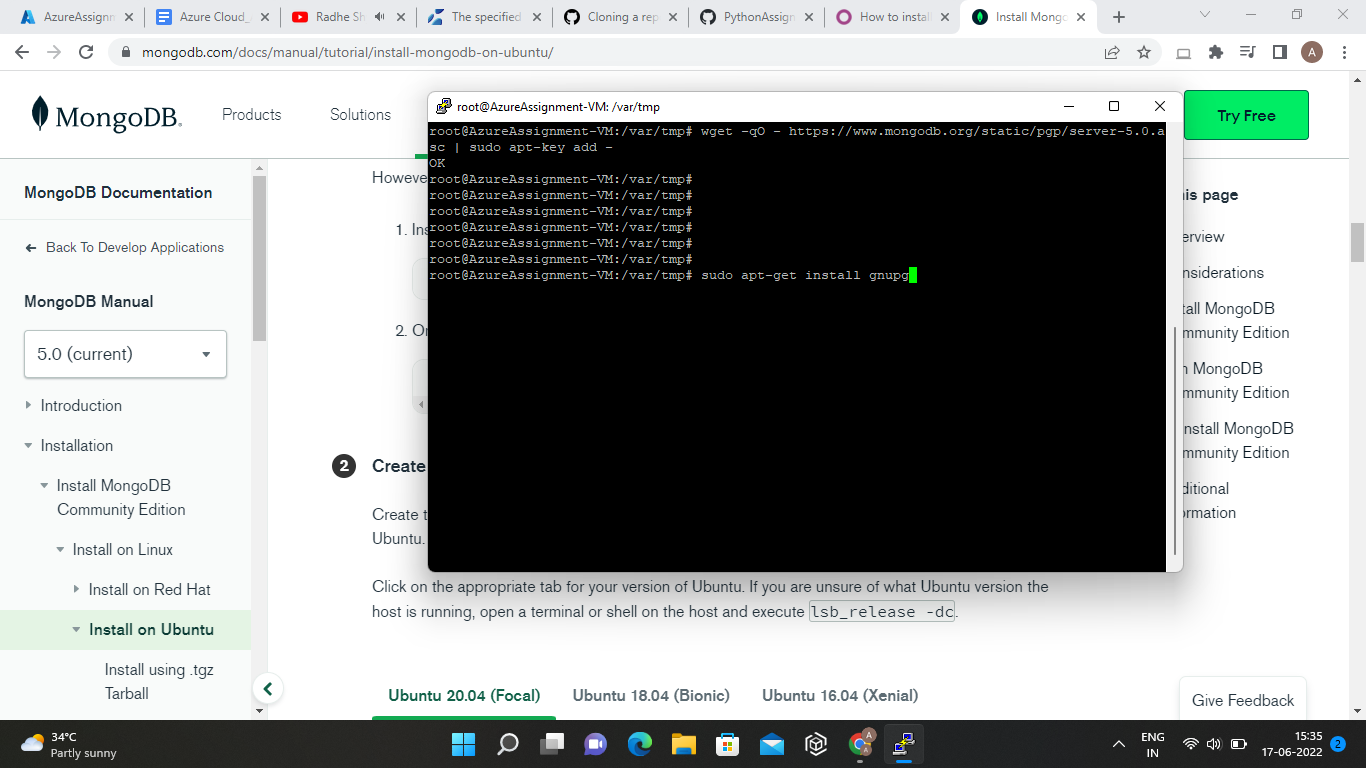 AzureAssignn
Azure Cloud_
Radhe Sh
The specified
Cloning a rep
PythonAssign
How to install
Install Mongo
mongodb.com/docs/manual/tutorial/install-mongodb-on-ubuntu/
A
MongoDB.
Products
Solutions
Try Free
root@AzureAssignment-VM: /var/tmp
root@AzureAssignment-VM:/var/tmp# wget -qO - https://www.mongodb.org/static/pgp/server-5.0.a
sc | sudo apt-key add -
OK
root@AzureAssignment-VM:/var/tmp#
root@AzureAssignment-VM:/var/tmp#
root@AzureAssignment-VM:/var/tmp#
root@AzureAssignment-VM:/var/tmp#
root@AzureAssignment-VM:/var/tmp#
root@AzureAssignment-VM:/var/tmp#
root@AzureAssignment-VM:/var/tmp# sudo apt-get install gnupg
MongoDB Documentation
Back To Develop Applications
MongoDB Manual
5.0 (current)
Introduction
Installation
Install MongoDB
Community Edition
Install on Linux
Install on Red Hat
Install on Ubuntu
Install using .tgz
Tarball
Howeve
1. Ins
2. On
2 Create
Create t
Ubuntu.
Click on the appropriate tab for your version of Ubuntu. If you are unsure of what Ubuntu version the
host is running, open a terminal or shell on the host and execute lsb_release -dc.
Ubuntu 20.04 (Focal)
Ubuntu 18.04 (Bionic)
Ubuntu 16.04 (Xenial)
is page
erview
nsiderations
tall MongoDB
mmunity Edition
n MongoDB
mmunity Edition
nstall MongoDB
mmunity Edition
ditional
ormation
Give Feedback
34°C
Partly sunny
A
A
ENG
IN
15:35
17-06-2022
2